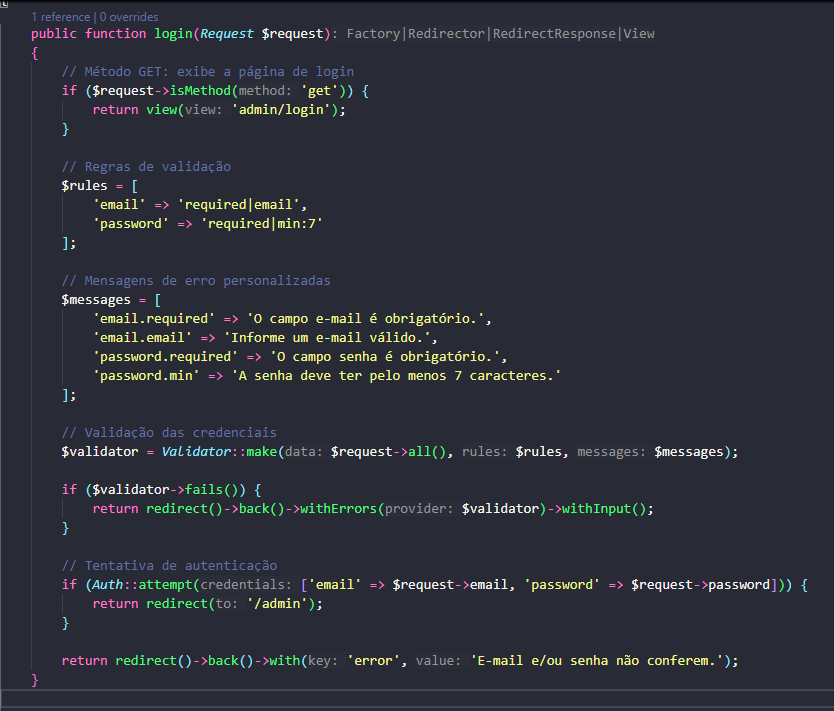 1 reference | 0 overrides
public function login(Request $request): Factory|Redirector|RedirectResponse|View
{
    // Método GET: exibe a página de login
    if ($request->isMethod(method: 'get')) {
        return view(view: 'admin/login');
    }

    // Regras de validação
    $rules = [
        'email' => 'required|email',
        'password' => 'required|min:7'
    ];

    // Mensagens de erro personalizadas
    $messages = [
        'email.required' => 'O campo e-mail é obrigatório.',
        'email.email' => 'Informe um e-mail válido.',
        'password.required' => 'O campo senha é obrigatório.',
        'password.min' => 'A senha deve ter pelo menos 7 caracteres.'
    ];

    // Validação das credenciais
    $validator = Validator::make(data: $request->all(), rules: $rules, messages: $messages);

    if ($validator->fails()) {
        return redirect()->back()->withErrors(provider: $validator)->withInput();
    }

    // Tentativa de autenticação
    if (Auth::attempt(credentials: ['email' => $request->email, 'password' => $request->password])) {
        return redirect(to: '/admin');
    }

    return redirect()->back()->with(key: 'error', value: 'E-mail e/ou senha não conferem.');
}